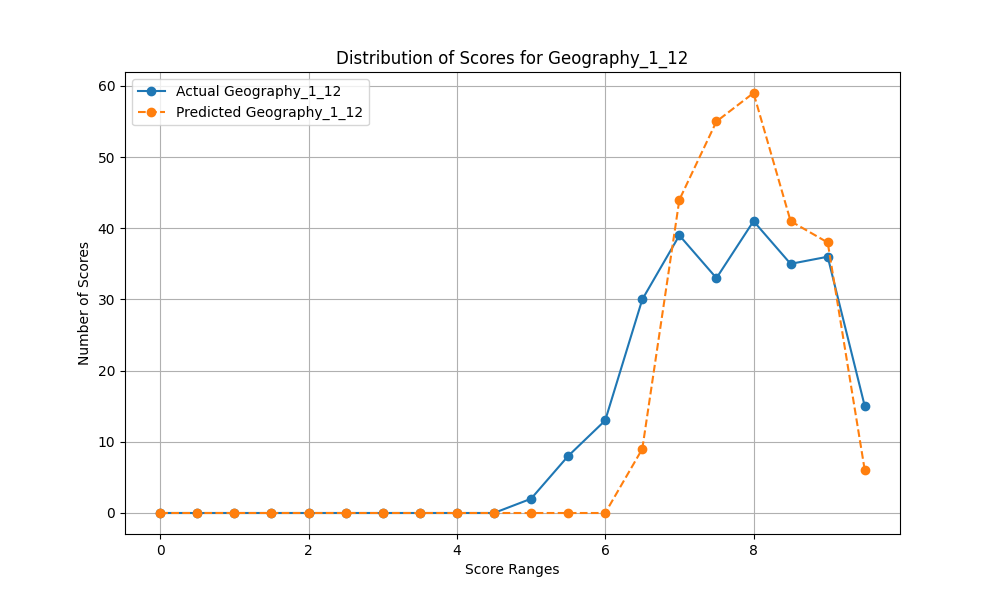 Distribution of Scores for Geography_1_12
Actual Geography_1_12
Predicted Geography_1_12
60
50
40
30
20
10
0
Number of Scores
0 2 4 6 8
Score Ranges